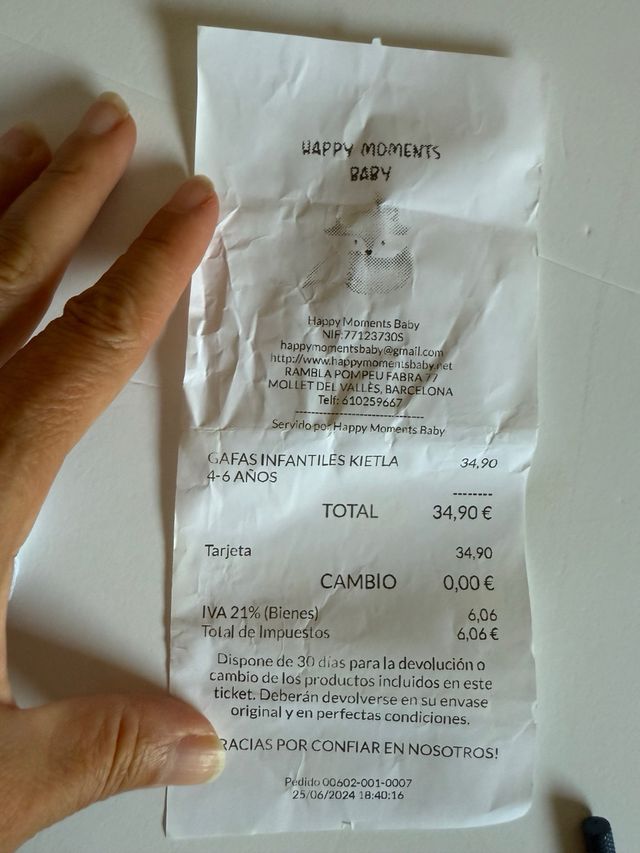 HAPPY MOMENTS
BABY
Happy Moments Baby
NIF:77123730S
happymomentsbaby@gmail.com
http://www.happymomentsbaby.net
RAMBLA POMPEU FABRA 77
MOLLET DEL VALLÈS, BARCELONA
Telf: 610259667
Servido por Happy Moments Baby
GAFAS INFANTILES KIETLA 34,90
4-6 AÑOS
TOTAL 34,90 €
Tarjeta 34,90
CAMBIO 0,00 €
IVA 21% (Bienes) 6,06
Total de Impuestos 6,06 €
Dispone de 30 días para la devolución o
cambio de los productos incluidos en este
ticket. Deberán devolverse en su envase
original y en perfectas condiciones.
RACIAS POR CONFIAR EN NOSOTROS!
Pedido 00602-001-0007
25/06/2024 18:40:16